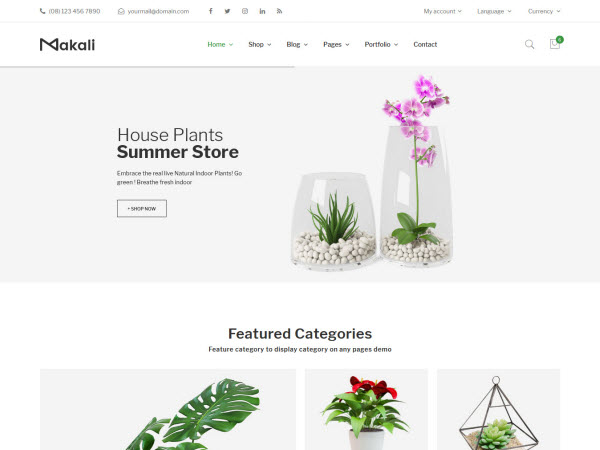 (08) 123 456 7890
yourmail@domain.com
My account
Language
Currency
Makali
Home
Shop
Blog
Pages
Portfolio
Contact
0
House Plants
Summer Store
Embrace the real live Natural Indoor Plants! Go
green ! Breathe fresh indoor
+ SHOP NOW
Featured Categories
Feature category to display category on any pages demo